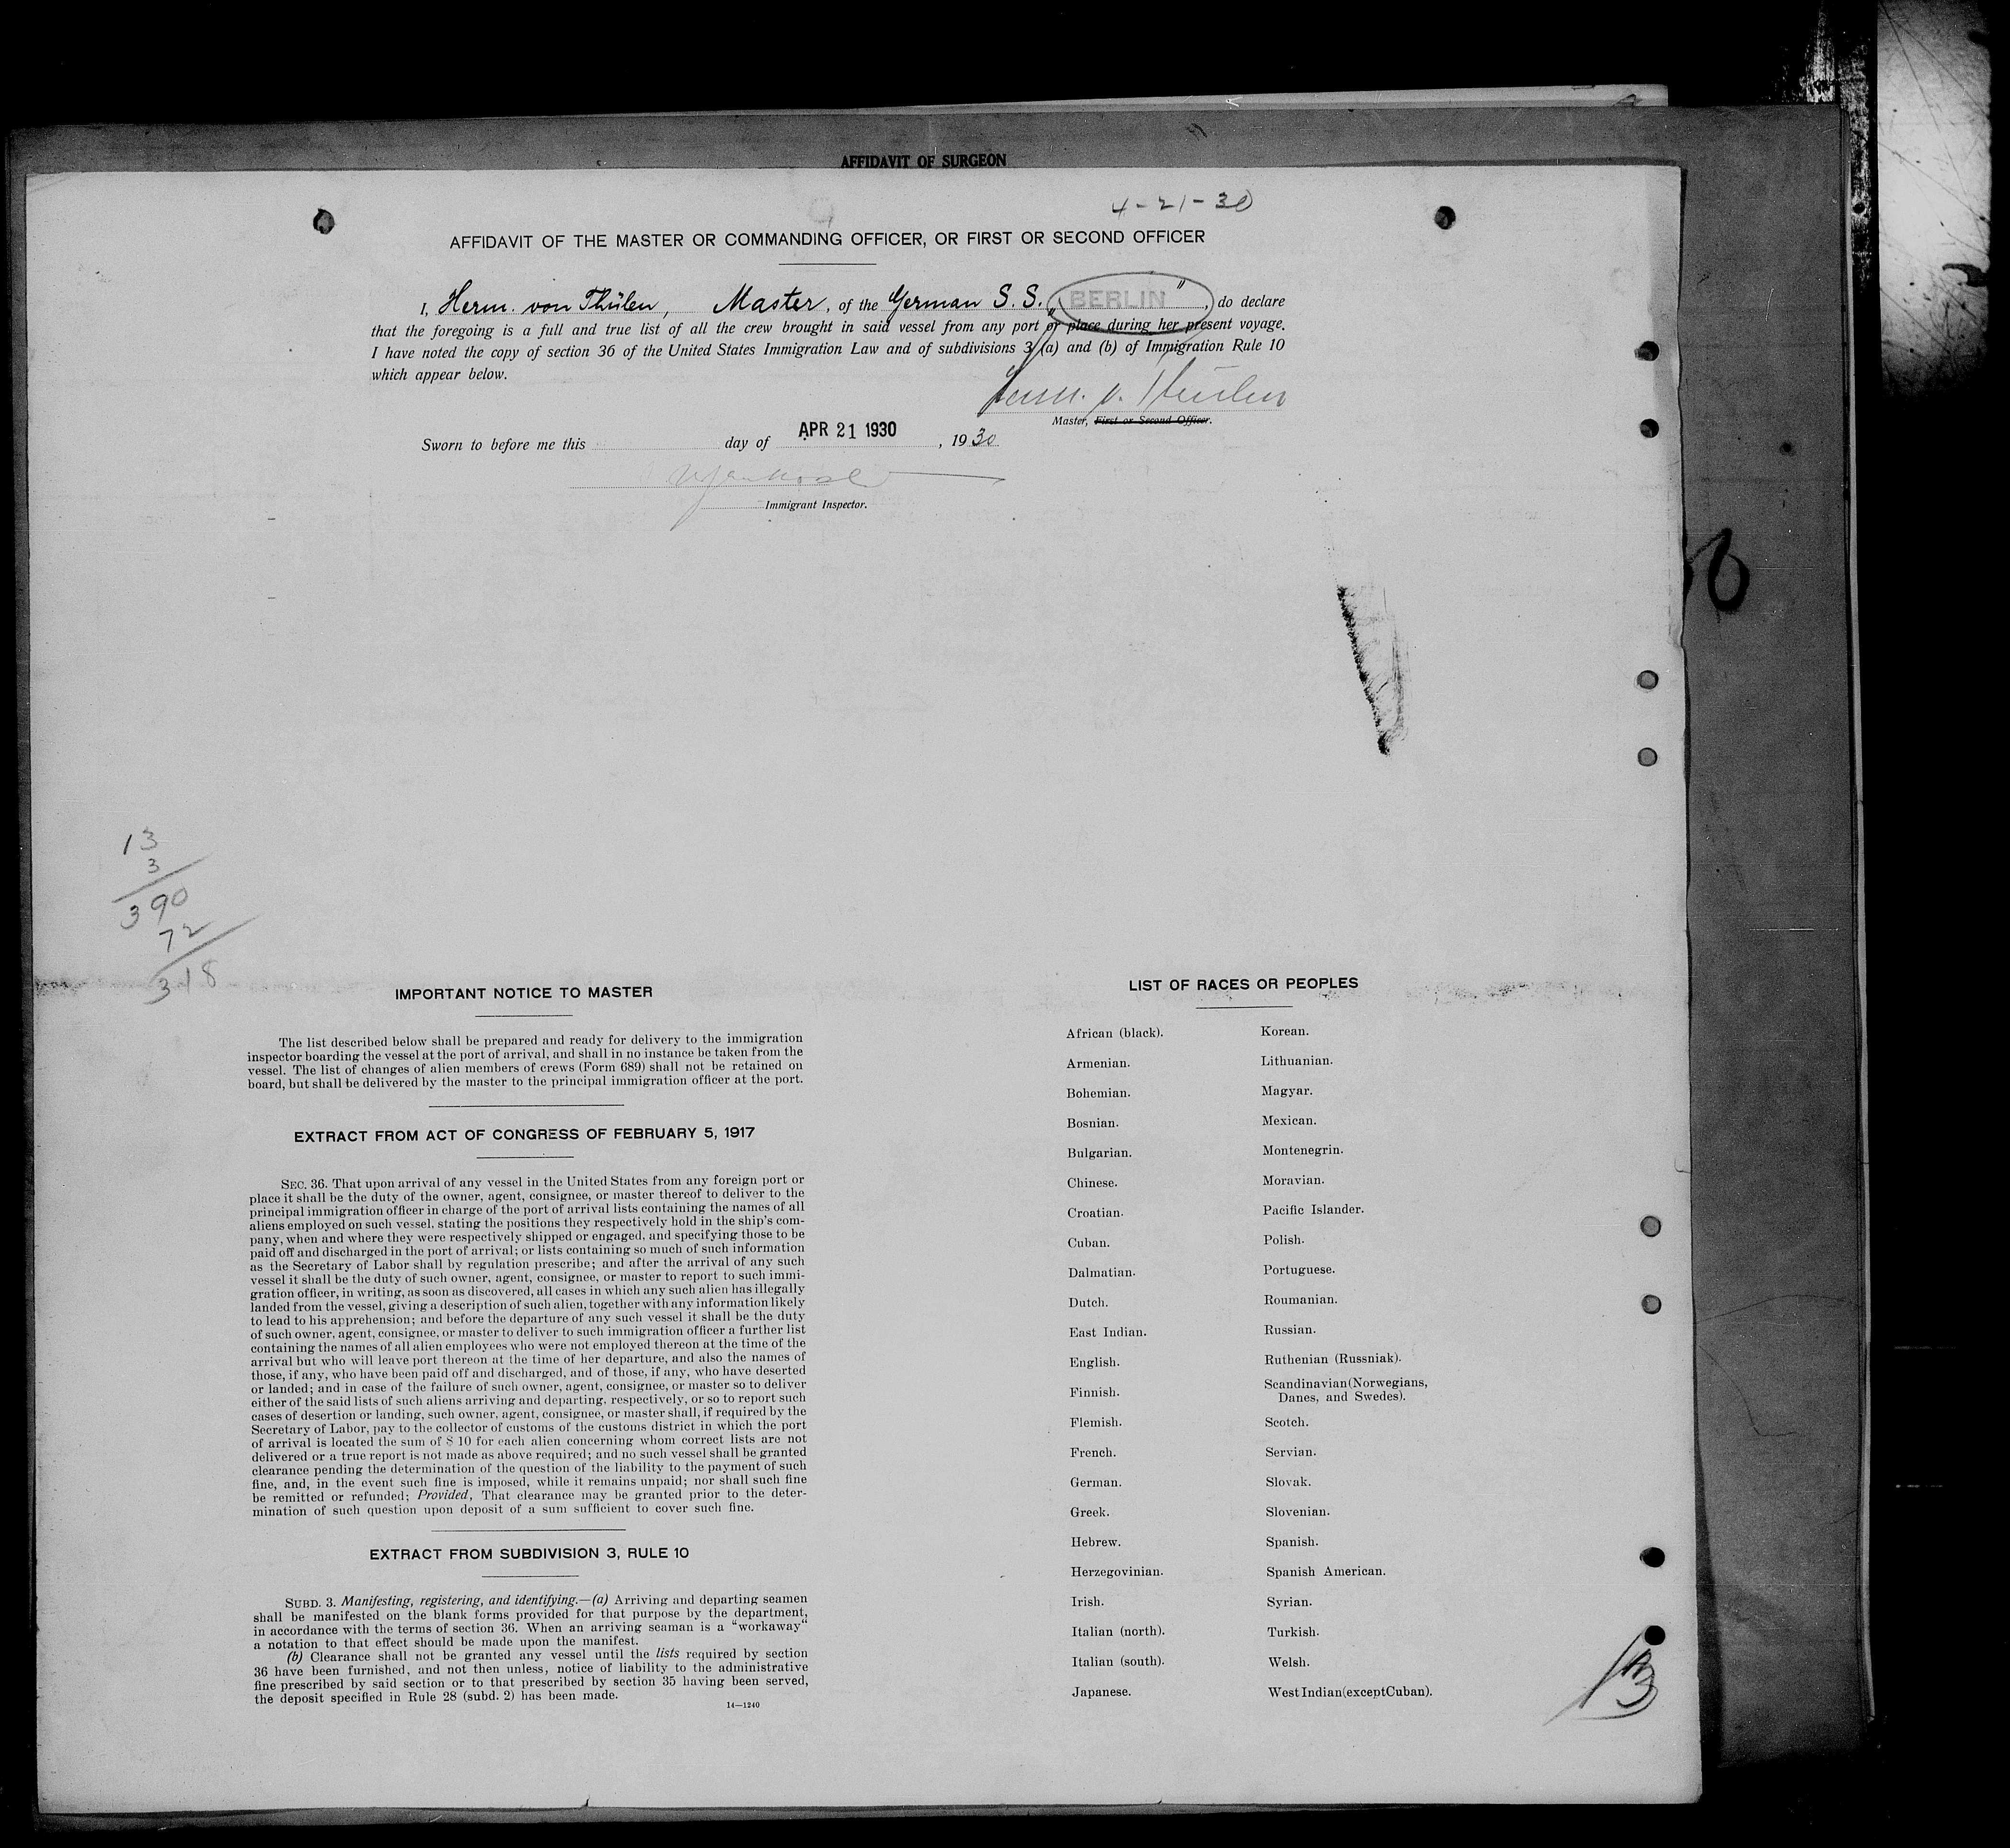 AFFIDAVIT OF SURGEON
4-21-30
AFFIDAVIT OF THE MASTER OR COMMANDING OFFICER, OR FIRST OR SECOND OFFICER
I, Herm. von Thülen, Master, of the German S. S. „BERLIN", do declare
that the foregoing is a full and true list of all the crew brought in said vessel from any port or place during her present voyage.
I have noted the copy of section 36 of the United States Immigration Law and of subdivisions 3 (a) and (b) of Immigration Rule 10
which appear below.
Herm. v. Thülen
Master, First or Second Officer.
Sworn to before me this day of APR 21 1930, 1930
Immigrant Inspector.
13
3
390
72
318
IMPORTANT NOTICE TO MASTER
The list described below shall be prepared and ready for delivery to the immigration
inspector boarding the vessel at the port of arrival, and shall in no instance be taken from the
vessel. The list of changes of alien members of crews (Form 689) shall not be retained on
board, but shall be delivered by the master to the principal immigration officer at the port.
EXTRACT FROM ACT OF CONGRESS OF FEBRUARY 5, 1917
SEC. 36. That upon arrival of any vessel in the United States from any foreign port or
place it shall be the duty of the owner, agent, consignee, or master thereof to deliver to the
principal immigration officer in charge of the port of arrival lists containing the names of all
aliens employed on such vessel, stating the positions they respectively hold in the ship's com-
pany, when and where they were respectively shipped or engaged, and specifying those to be
paid off and discharged in the port of arrival; or lists containing so much of such information
as the Secretary of Labor shall by regulation prescribe; and after the arrival of any such
vessel it shall be the duty of such owner, agent, consignee, or master to report to such immi-
gration officer, in writing, as soon as discovered, all cases in which any such alien has illegally
landed from the vessel, giving a description of such alien, together with any information likely
to lead to his apprehension; and before the departure of any such vessel it shall be the duty
of such owner, agent, consignee, or master to deliver to such immigration officer a further list
containing the names of all alien employees who were not employed thereon at the time of the
arrival but who will leave port thereon at the time of her departure, and also the names of
those, if any, who have been paid off and discharged, and of those, if any, who have deserted
or landed; and in case of the failure of such owner, agent, consignee, or master so to deliver
either of the said lists of such aliens arriving and departing, respectively, or so to report such
cases of desertion or landing, such owner, agent, consignee, or master shall, if required by the
Secretary of Labor, pay to the collector of customs of the customs district in which the port
of arrival is located the sum of $ 10 for each alien concerning whom correct lists are not
delivered or a true report is not made as above required; and no such vessel shall be granted
clearance pending the determination of the question of the liability to the payment of such
fine, and, in the event such fine is imposed, while it remains unpaid; nor shall such fine
be remitted or refunded; Provided, That clearance may be granted prior to the deter-
mination of such question upon deposit of a sum sufficient to cover such fine.
EXTRACT FROM SUBDIVISION 3, RULE 10
SUBD. 3. Manifesting, registering, and identifying.—(a) Arriving and departing seamen
shall be manifested on the blank forms provided for that purpose by the department,
in accordance with the terms of section 36. When an arriving seaman is a "workaway"
a notation to that effect should be made upon the manifest.
(b) Clearance shall not be granted any vessel until the lists required by section
36 have been furnished, and not then unless, notice of liability to the administrative
fine prescribed by said section or to that prescribed by section 35 having been served,
the deposit specified in Rule 28 (subd. 2) has been made.
14—1240
LIST OF RACES OR PEOPLES
African (black).
Armenian.
Bohemian.
Bosnian.
Bulgarian.
Chinese.
Croatian.
Cuban.
Dalmatian.
Dutch.
East Indian.
English.
Finnish.
Flemish.
French.
German.
Greek.
Hebrew.
Herzegovinian.
Irish.
Italian (north).
Italian (south).
Japanese.
Korean.
Lithuanian.
Magyar.
Mexican.
Montenegrin.
Moravian.
Pacific Islander.
Polish.
Portuguese.
Roumanian.
Russian.
Ruthenian (Russniak).
Scandinavian (Norwegians,
Danes, and Swedes).
Scotch.
Servian.
Slovak.
Slovenian.
Spanish.
Spanish American.
Syrian.
Turkish.
Welsh.
West Indian (except Cuban).
13